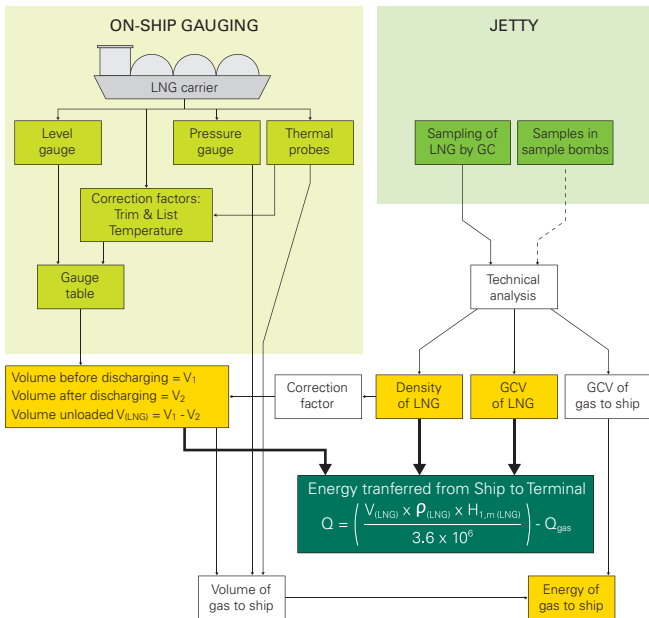 ON-SHIP GAUGING
JETTY
LNG carrier
Level
gauge
Pressure
gauge
Thermal
probes
Sampling of
LNG by GC
Samples in
sample bombs
Correction factors:
Trim & List
Temperature
Gauge
table
Technical
analysis
Volume before discharging = V₁
Volume after discharging = V₂
Volume unloaded V(LNG) = V₁ - V₂
Correction
factor
Density
of LNG
GCV
of LNG
GCV of
gas to ship
Energy tranferred from Ship to Terminal
Q = ( V(LNG) x ρ(LNG) x H1,m (LNG) / 3.6 x 10⁶ ) - Qgas
Volume of
gas to ship
Energy of
gas to ship